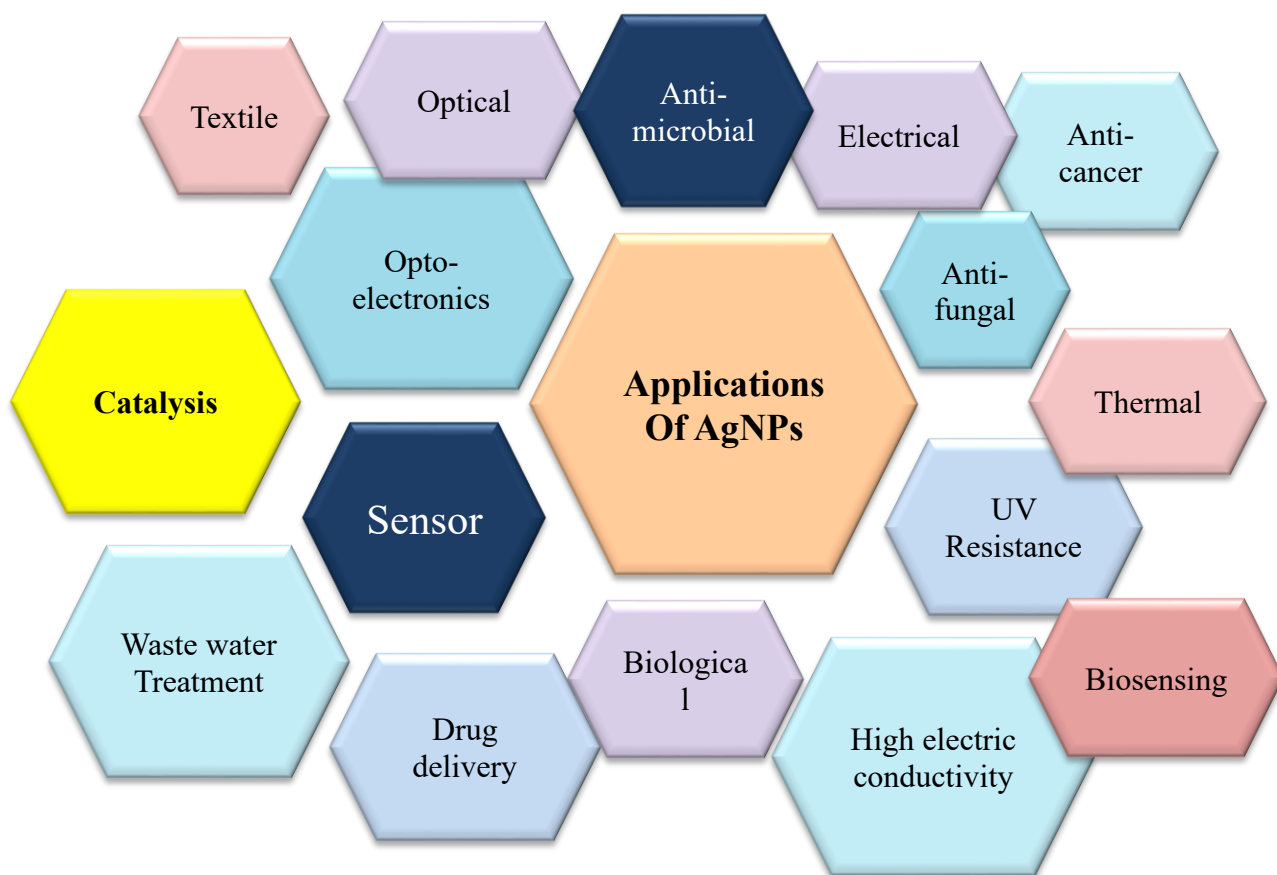 Textile
Optical
Anti-
microbial
Electrical
Anti-
cancer
Opto-
electronics
Anti-
fungal
Catalysis
Applications
Of AgNPs
Thermal
Sensor
UV
Resistance
Waste water
Treatment
Biologica
l
Biosensing
Drug
delivery
High electric
conductivity